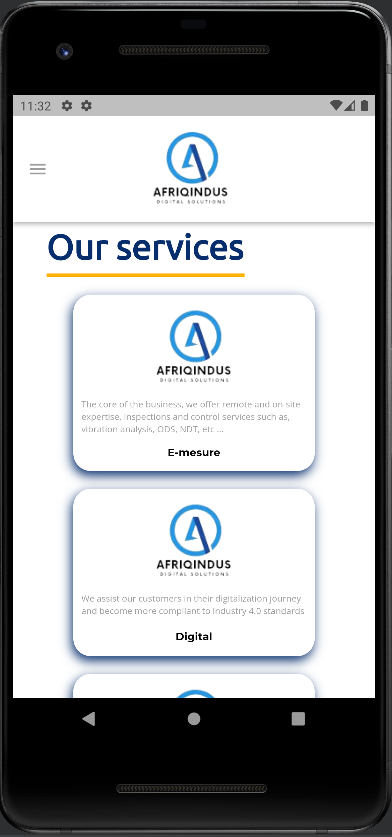 11:32
AFRIQINDUS
DIGITAL SOLUTIONS
Our services
AFRIQINDUS
DIGITAL SOLUTIONS
The core of the business, we offer remote and on-site
expertise, inspections and control services such as,
vibration analysis, ODS, NDT, etc ...
E-mesure
AFRIQINDUS
DIGITAL SOLUTIONS
We assist our customers in their digitalization journey
and become more compliant to industry 4.0 standards
Digital